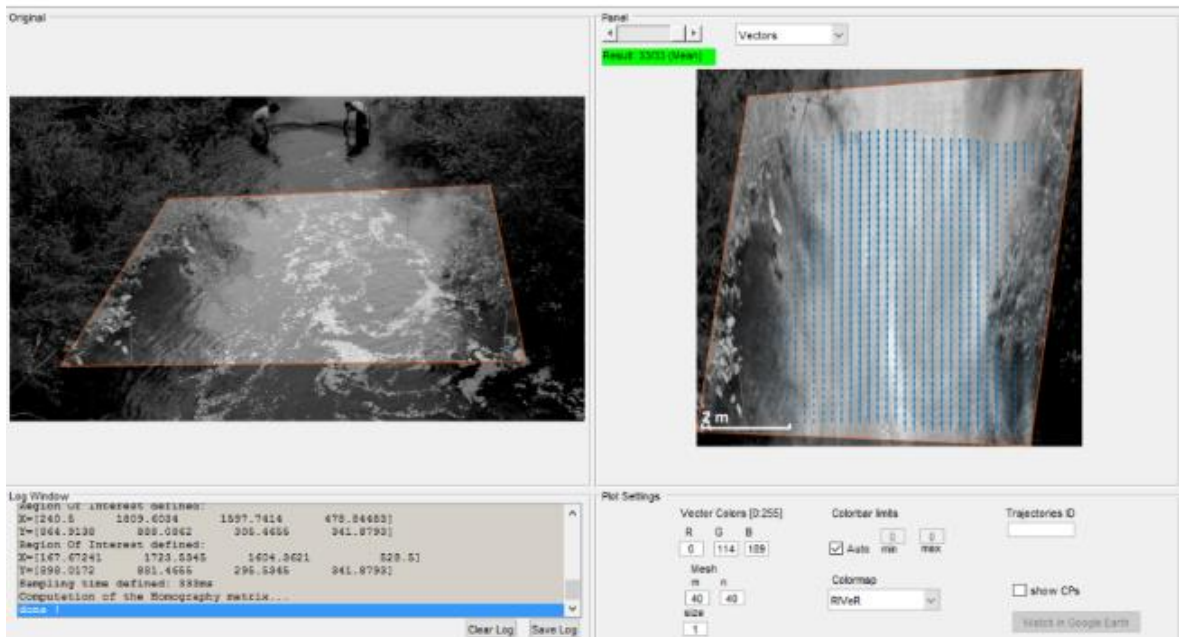 Original
Panel
Vectors
Result: 33/33 (Mean)
2 m
Log Window
Region Of Interest defined:
X=[240.5 1809.6034 1597.7414 478.84483]
Y=[864.9138 888.0862 305.4655 341.8793]
Region Of Interest defined:
X=[167.67241 1723.5345 1604.3621 528.5]
Y=[898.0172 881.4655 295.5345 341.8793]
Sampling time defined: 333ms
Computation of the Homography matrix...
done !
Clear Log Save Log
Plot Settings
Vector Colors [0:255]
R G B
0 114 189
Mesh
m n
40 40
size
1
Colorbar limits
0 0
Auto min max
Colormap
RIVeR
Trajectories ID
show CPs
Watch in Google Earth